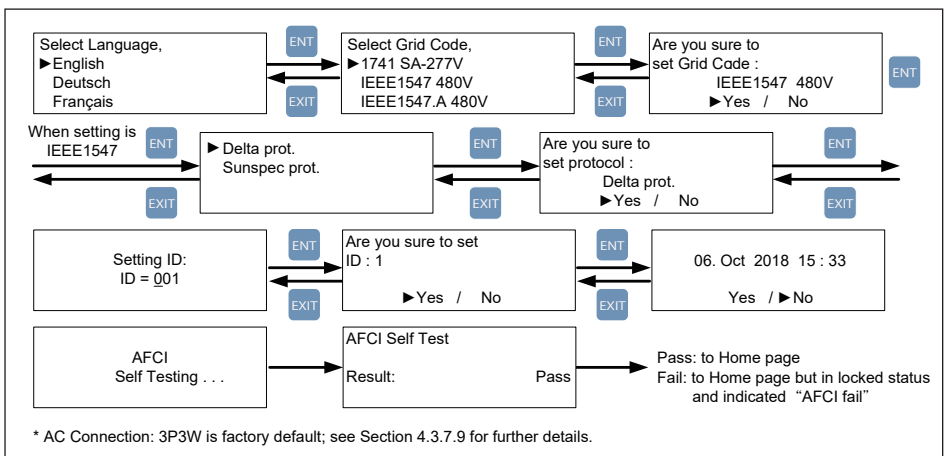 Select Language,
▶English
Deutsch
Français
ENT
EXIT
Select Grid Code,
▶1741 SA-277V
IEEE1547 480V
IEEE1547.A 480V
ENT
EXIT
Are you sure to
set Grid Code :
IEEE1547 480V
▶Yes / No
ENT
When setting is
IEEE1547
ENT
EXIT
▶ Delta prot.
Sunspec prot.
ENT
EXIT
Are you sure to
set protocol :
Delta prot.
▶Yes / No
ENT
EXIT
Setting ID:
ID = 001
ENT
EXIT
Are you sure to set
ID : 1
▶Yes / No
ENT
EXIT
06. Oct 2018 15 : 33
Yes / ▶No
AFCI
Self Testing . . .
AFCI Self Test
Result: Pass
Pass: to Home page
Fail: to Home page but in locked status
and indicated “AFCI fail”
* AC Connection: 3P3W is factory default; see Section 4.3.7.9 for further details.